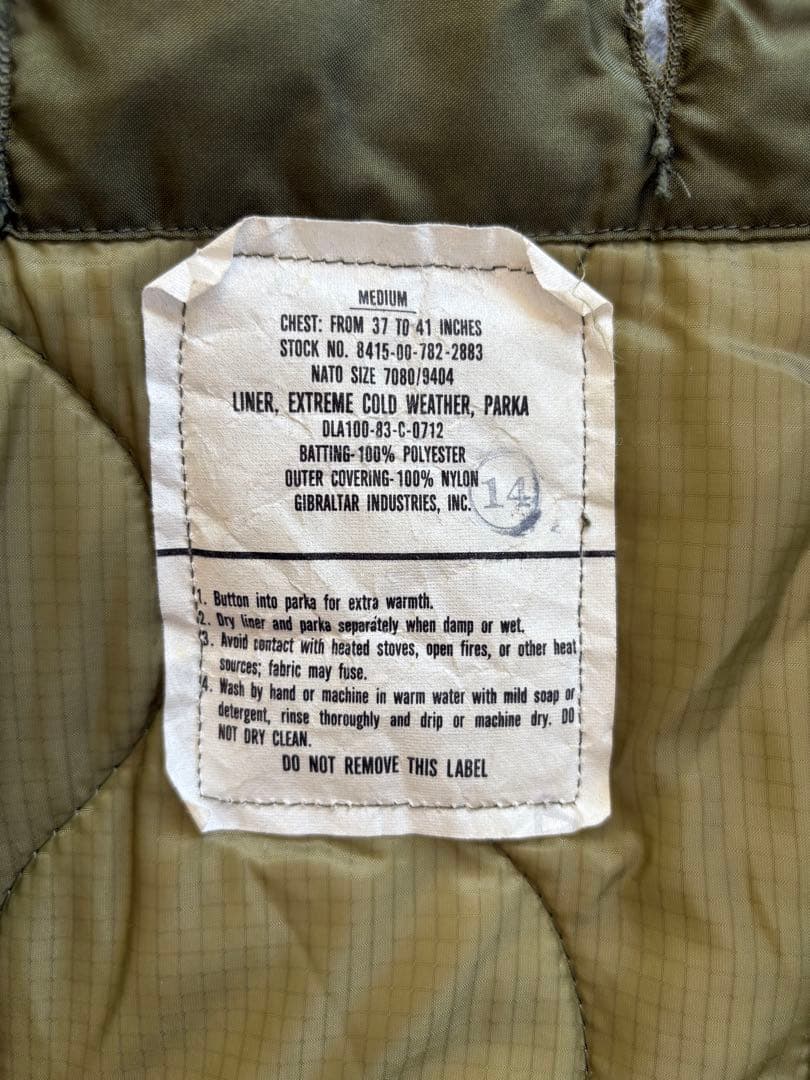 MEDIUM
CHEST: FROM 37 TO 41 INCHES
STOCK NO. 8415-00-782-2883
NATO SIZE 7080/9404
LINER, EXTREME COLD WEATHER, PARKA
DLA100-83-C-0712
BATTING-100% POLYESTER
OUTER COVERING-100% NYLON
GIBRALTAR INDUSTRIES, INC.
14
1. Button into parka for extra warmth.
2. Dry liner and parka separately when damp or wet.
3. Avoid contact with heated stoves, open fires, or other heat
sources; fabric may fuse.
4. Wash by hand or machine in warm water with mild soap or
detergent, rinse thoroughly and drip or machine dry. DO
NOT DRY CLEAN.
DO NOT REMOVE THIS LABEL